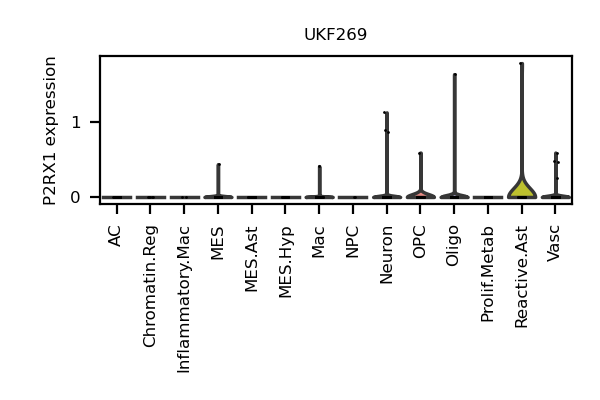 UKF269
P2RX1 expression
1
0
AC
Chromatin.Reg
Inflammatory.Mac
MES
MES.Ast
MES.Hyp
Mac
NPC
Neuron
OPC
Oligo
Prolif.Metab
Reactive.Ast
Vasc